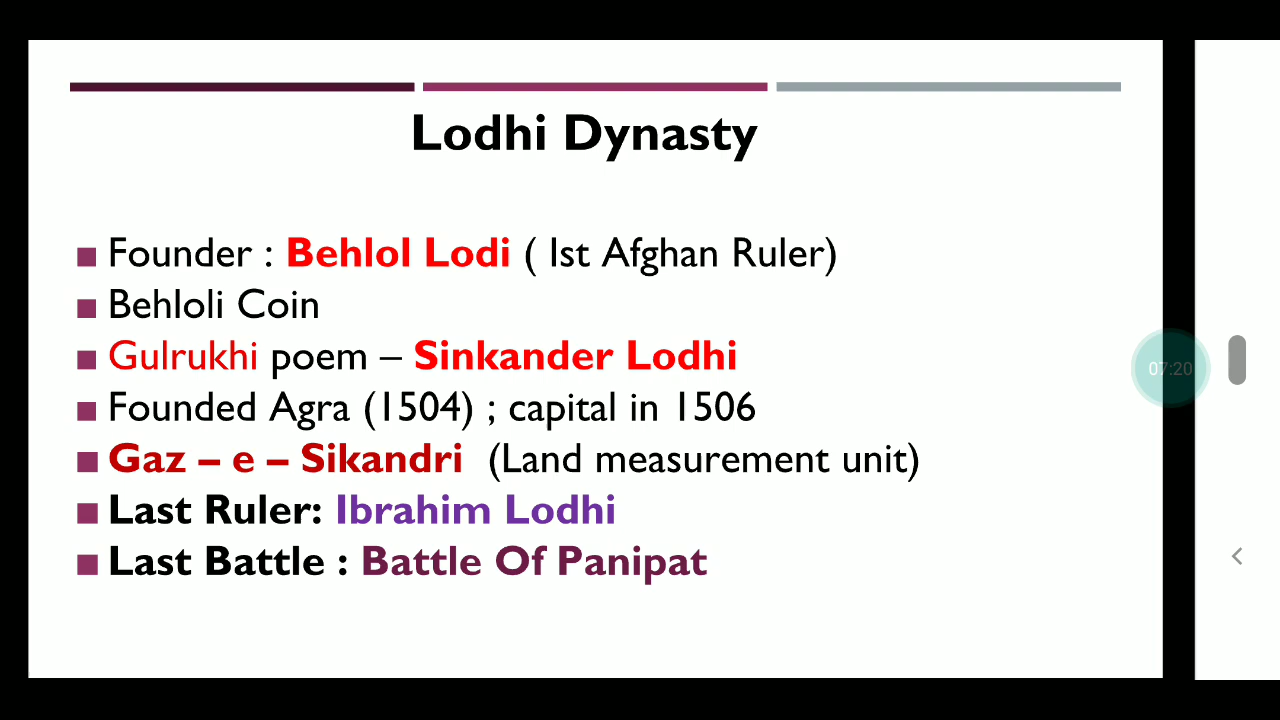 Lodhi Dynasty
Founder : Behlol Lodi ( Ist Afghan Ruler)
Behloli Coin
Gulrukhi poem – Sinkander Lodhi
Founded Agra (1504) ; capital in 1506
Gaz – e – Sikandri (Land measurement unit)
Last Ruler: Ibrahim Lodhi
Last Battle : Battle Of Panipat
07:20